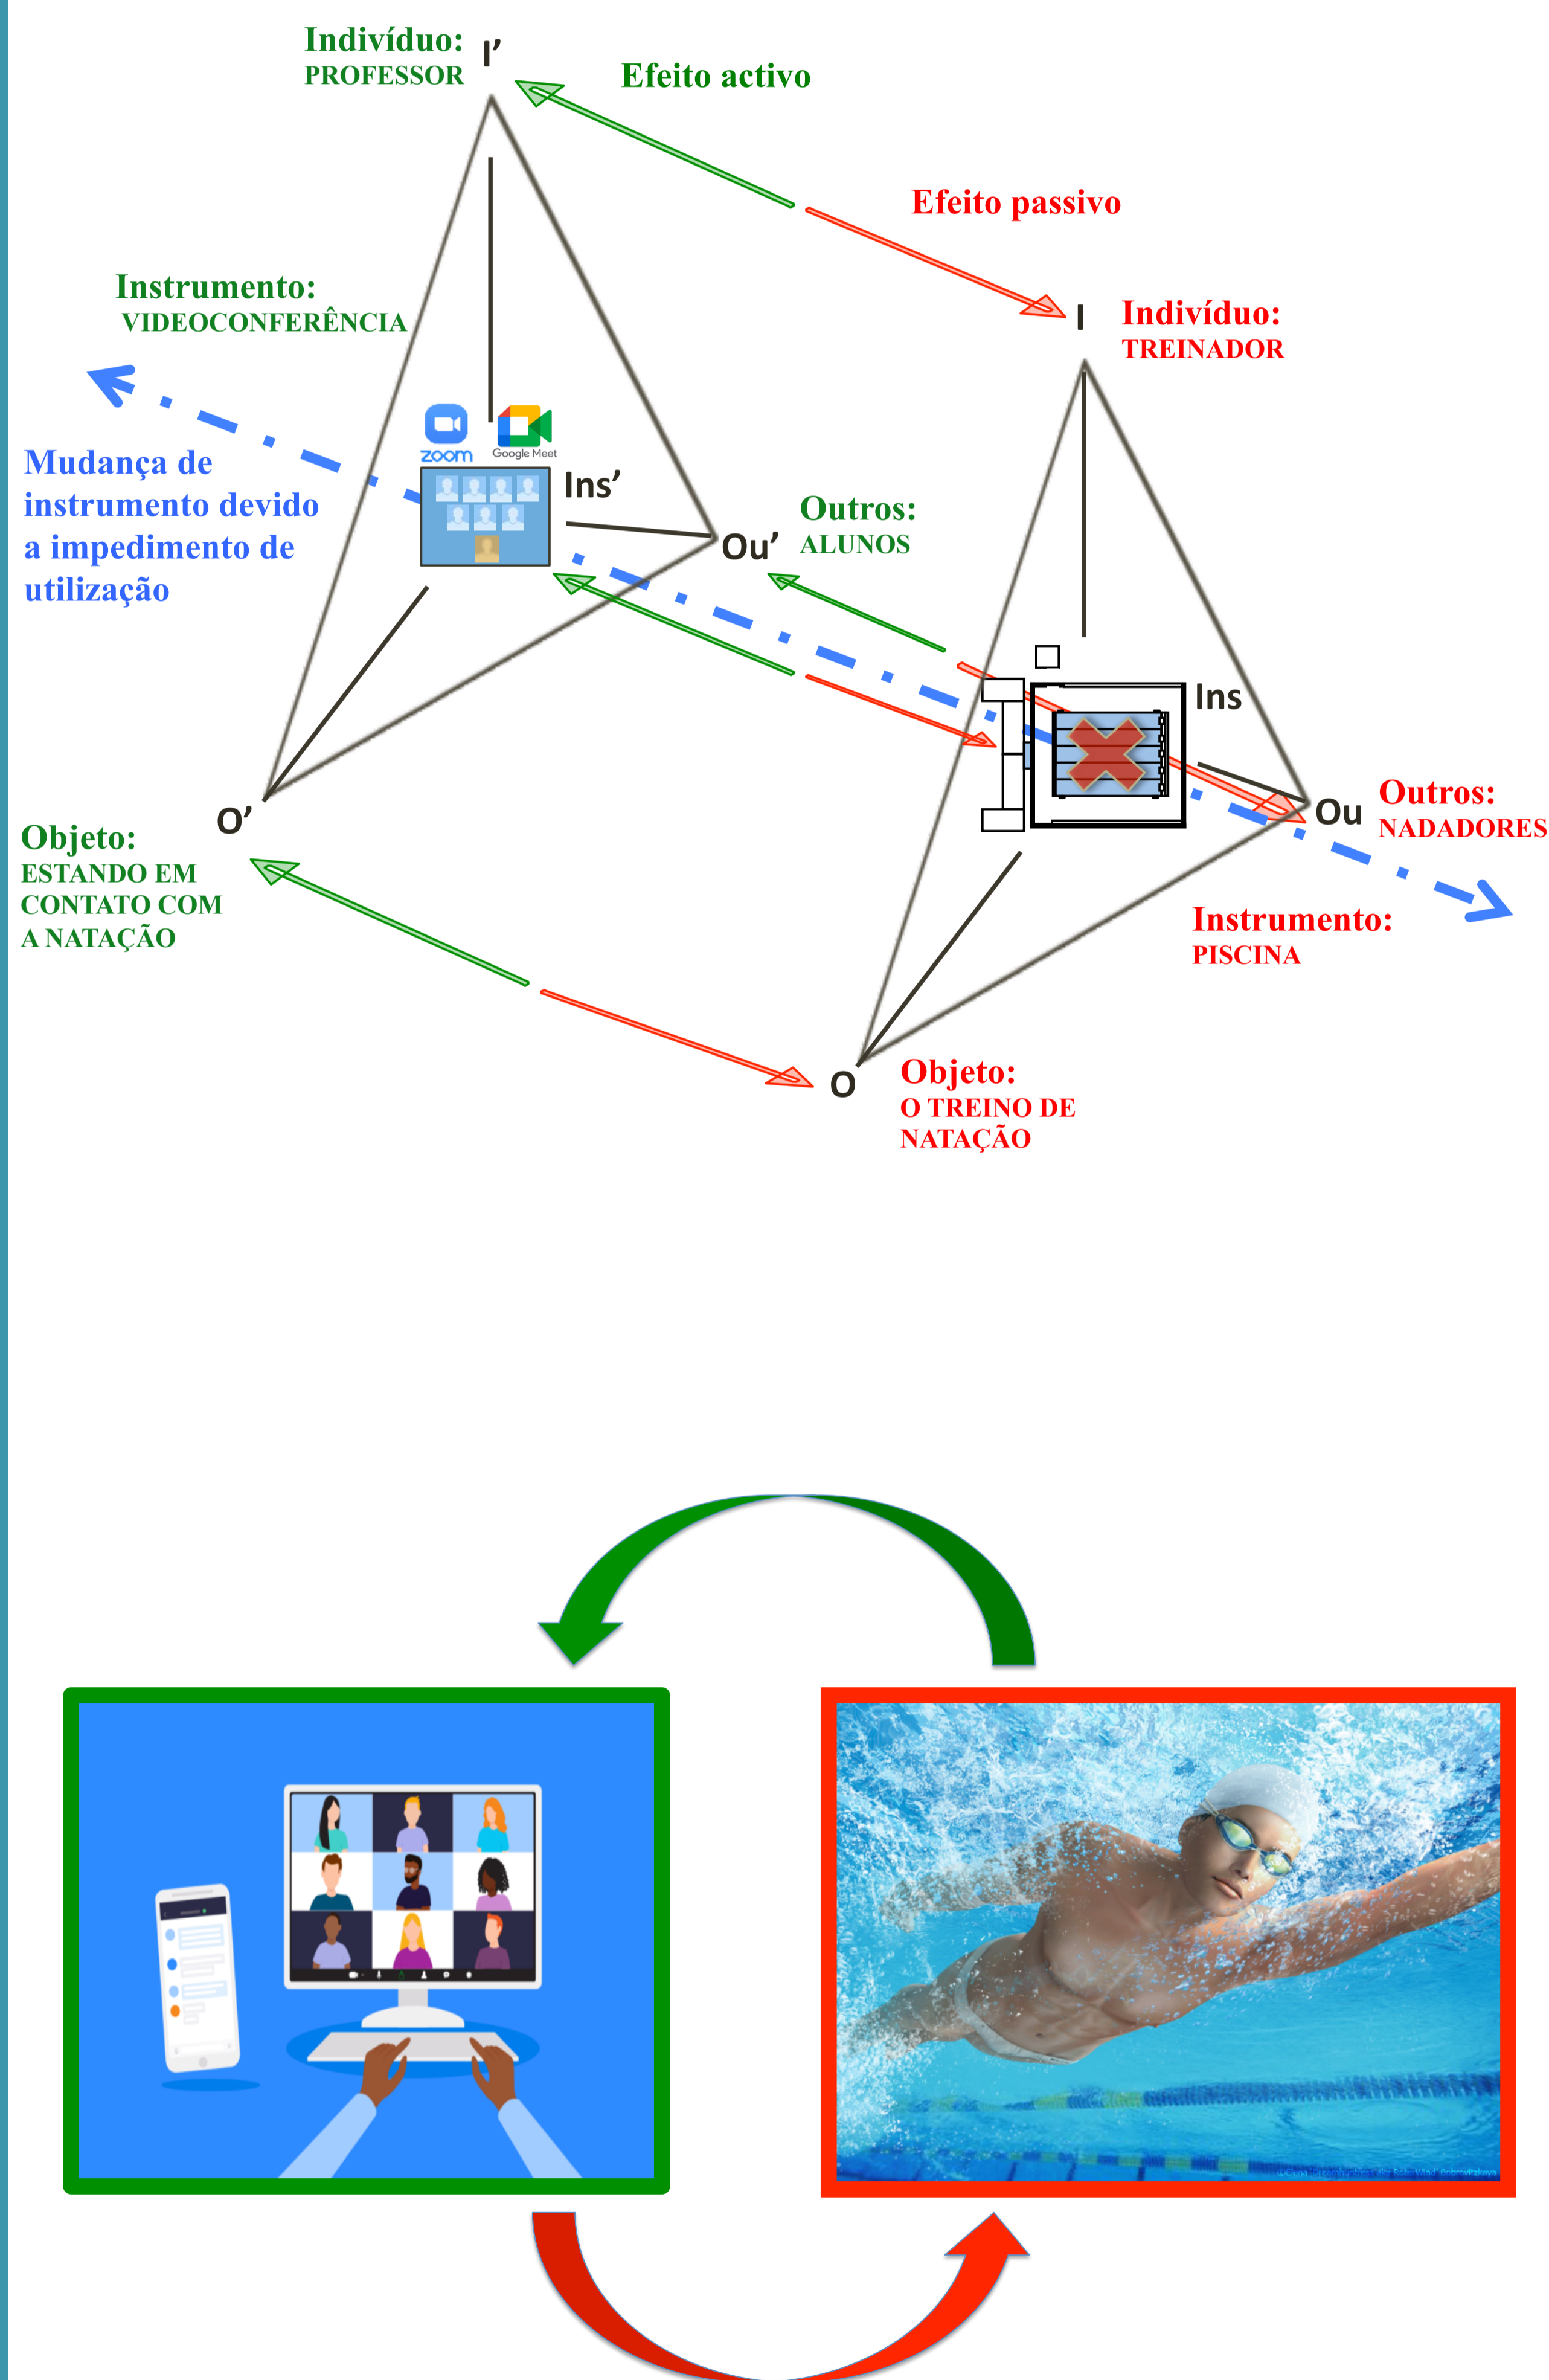 Indivíduo:
PROFESSOR
I’
Efeito activo
Efeito passivo
Instrumento:
VIDEOCONFERÊNCIA
I
Indivíduo:
TREINADOR
Mudança de
instrumento devido
a impedimento de
utilização
zoom
Google Meet
Ins’
Ou’
Outros:
ALUNOS
Ins
Ou
Outros:
NADADORES
O’
Objeto:
ESTANDO EM
CONTATO COM
A NATAÇÃO
Instrumento:
PISCINA
O
Objeto:
O TREINO DE
NATAÇÃO